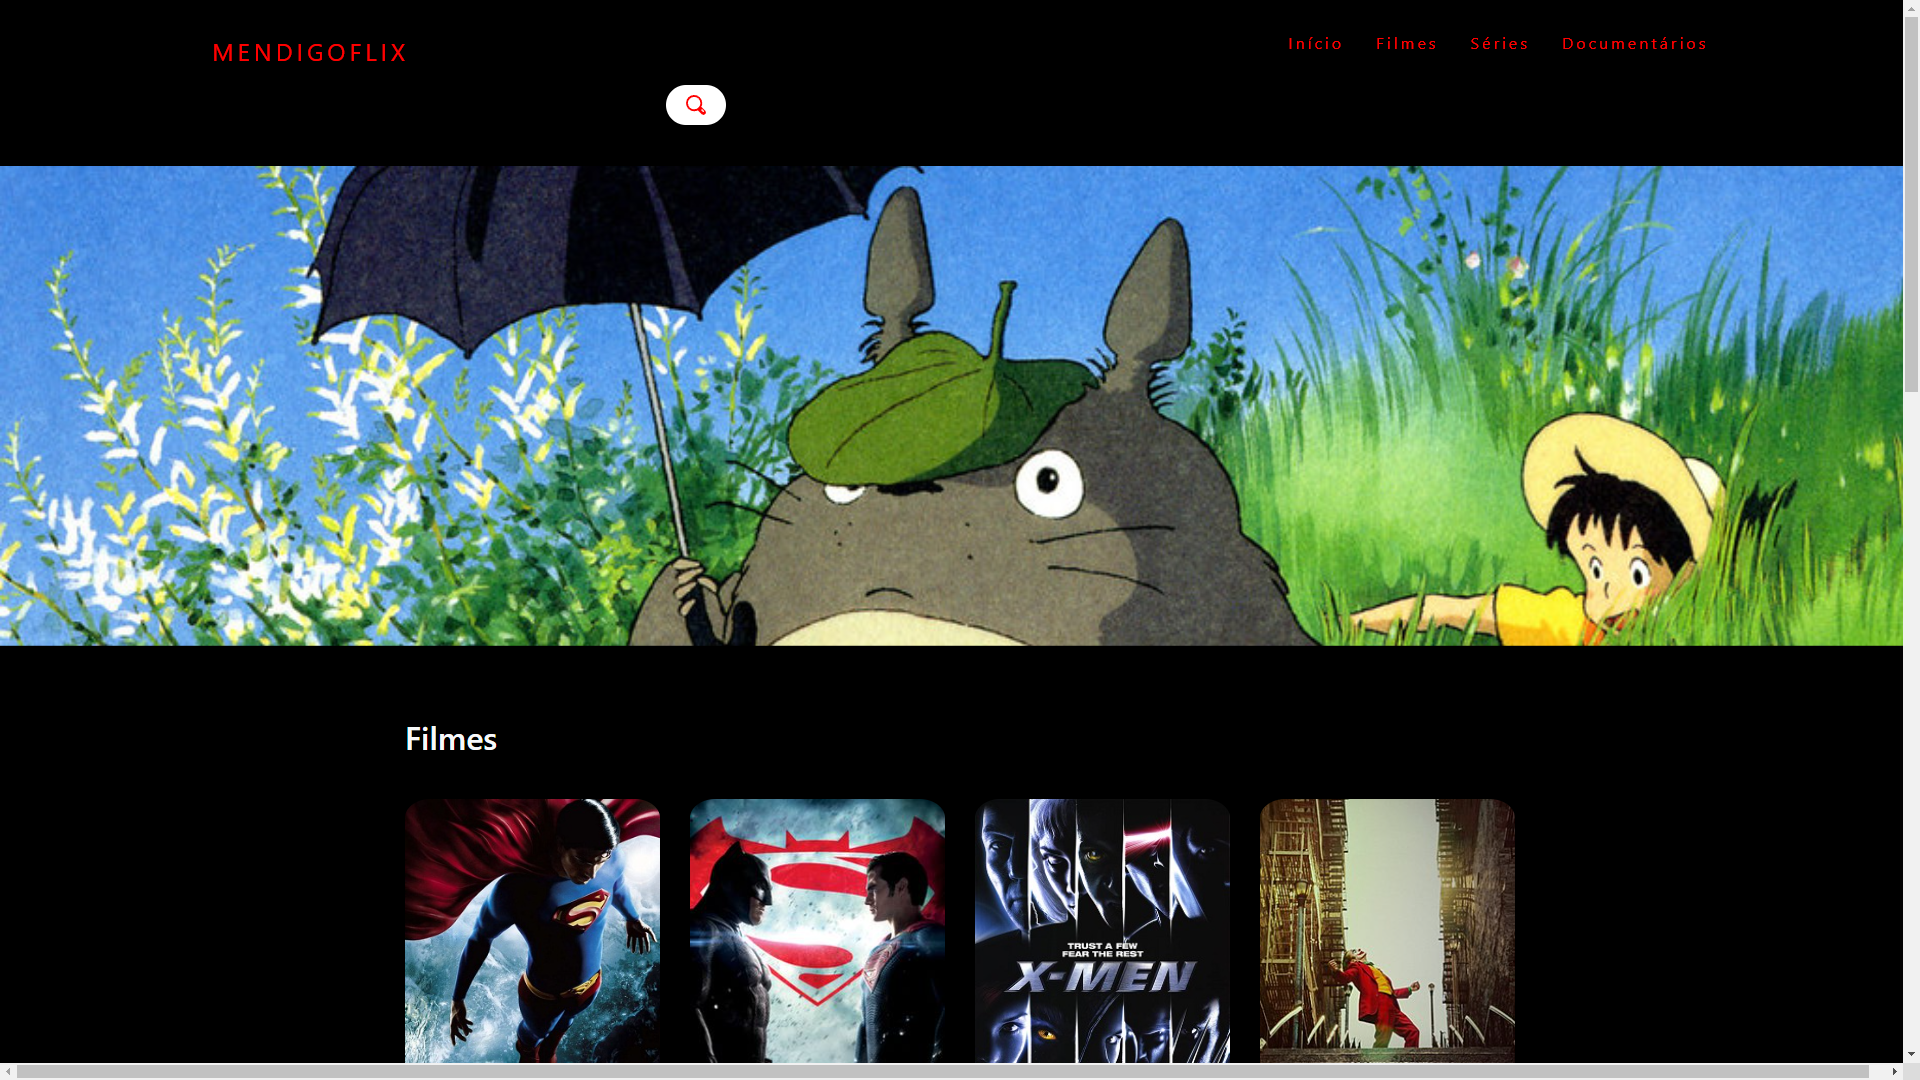 MENDIGOFLIX
Início
Filmes
Séries
Documentários
Filmes
TRUST A FEW
FEAR THE REST
X-MEN